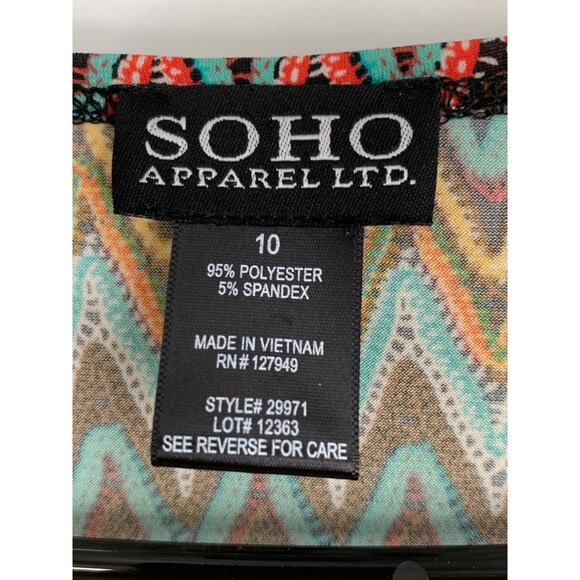 SOHO
APPAREL LTD.
10
95% POLYESTER
5% SPANDEX
MADE IN VIETNAM
RN# 127949
STYLE# 29971
LOT# 12363
SEE REVERSE FOR CARE